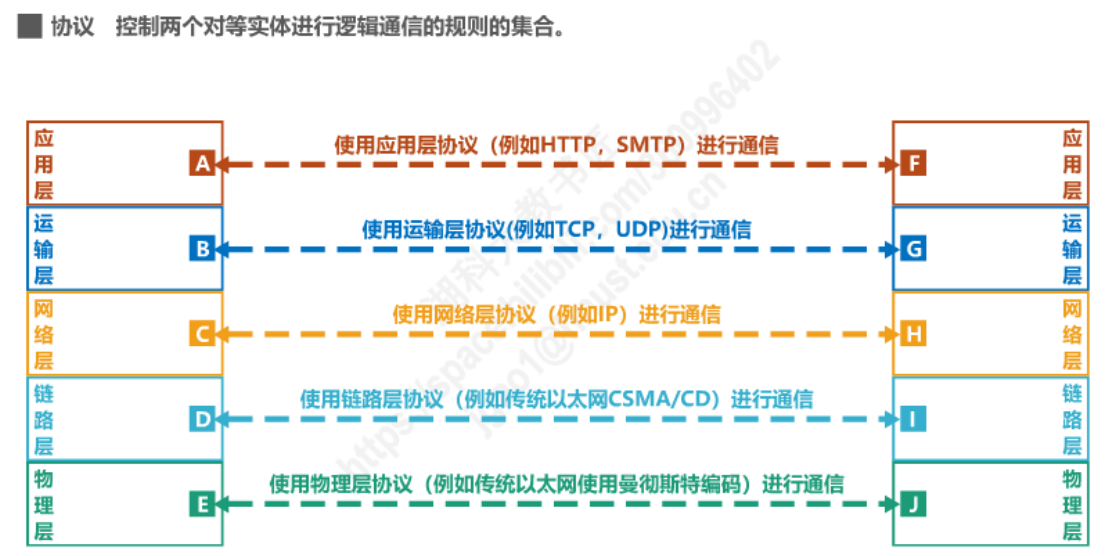 协议 控制两个对等实体进行逻辑通信的规则的集合。
应用层
A
使用应用层协议（例如HTTP，SMTP）进行通信
F
应用层
运输层
B
使用运输层协议(例如TCP，UDP)进行通信
G
运输层
网络层
C
使用网络层协议（例如IP）进行通信
H
网络层
链路层
D
使用链路层协议（例如传统以太网CSMA/CD）进行通信
I
链路层
物理层
E
使用物理层协议（例如传统以太网使用曼彻斯特编码）进行通信
J
物理层